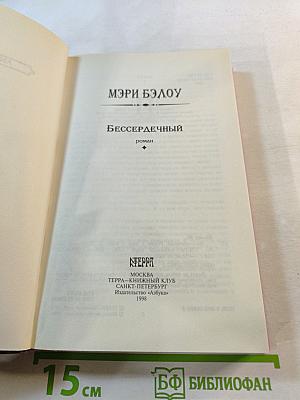 МЭРИ БЭЛОУ
БЕССЕРДЕЧНЫЙ
роман
ТЕРРА
МОСКВА
ТЕРРА—КНИЖНЫЙ КЛУБ
САНКТ-ПЕТЕРБУРГ
Издательство «Азбука»
1998
15 см
БФ БИБЛИОФАН